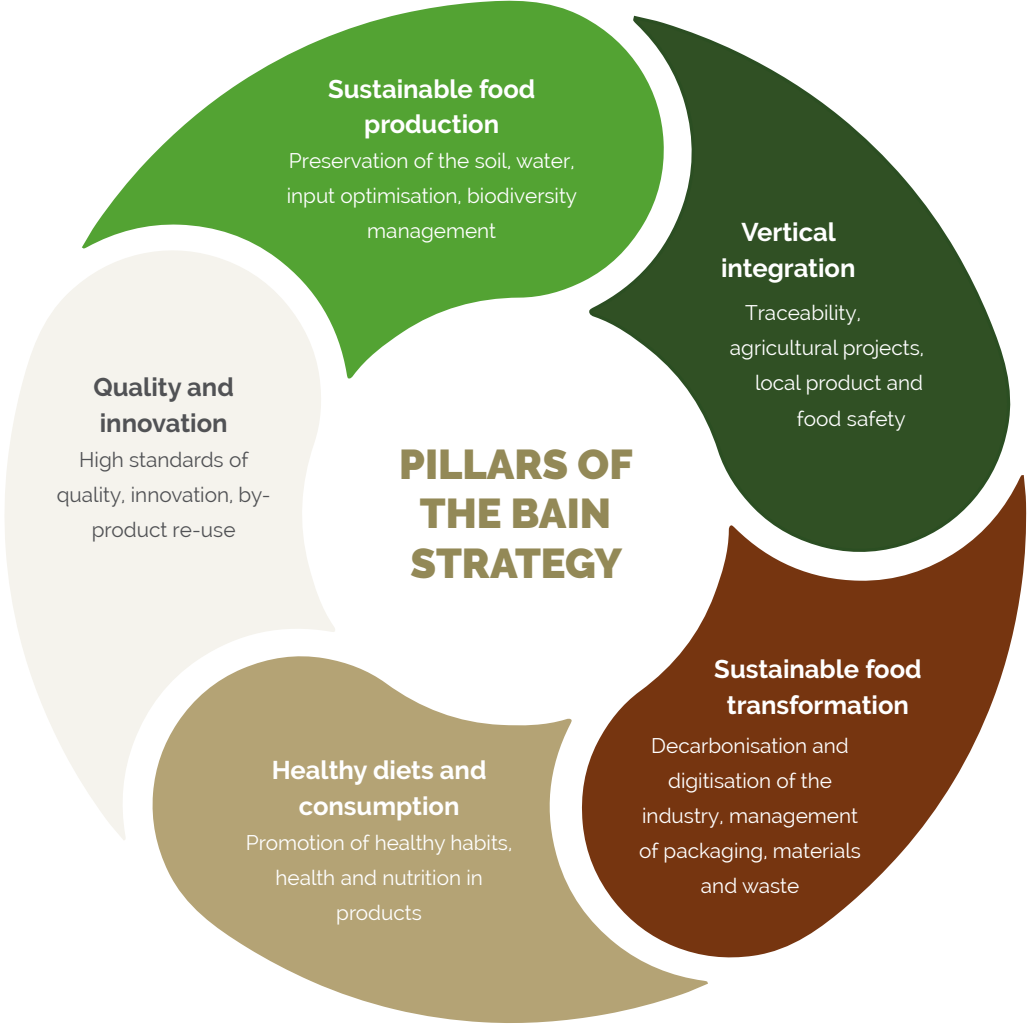 Sustainable food
production
Preservation of the soil, water,
input optimisation, biodiversity
management
Vertical
integration
Traceability,
agricultural projects,
local product and
food safety
Sustainable food
transformation
Decarbonisation and
digitisation of the
industry, management
of packaging, materials
and waste
Healthy diets and
consumption
Promotion of healthy habits,
health and nutrition in
products
Quality and
innovation
High standards of
quality, innovation, by-
product re-use
PILLARS OF
THE BAIN
STRATEGY